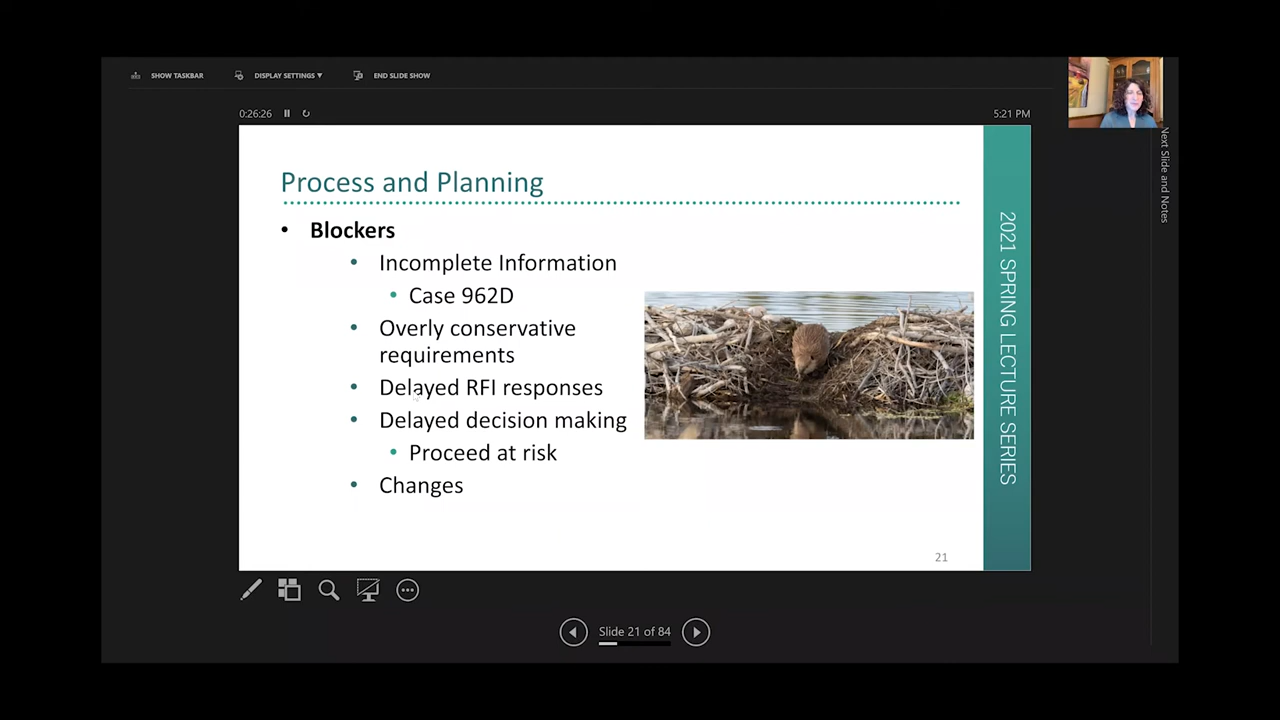 SHOW TASKBAR
DISPLAY SETTINGS ▼
END SLIDE SHOW
0:26:26
5:21 PM
Next Slide and Notes
Process and Planning
• Blockers
• Incomplete Information
• Case 962D
• Overly conservative
requirements
• Delayed RFI responses
• Delayed decision making
• Proceed at risk
• Changes
2021 SPRING LECTURE SERIES
21
Slide 21 of 84